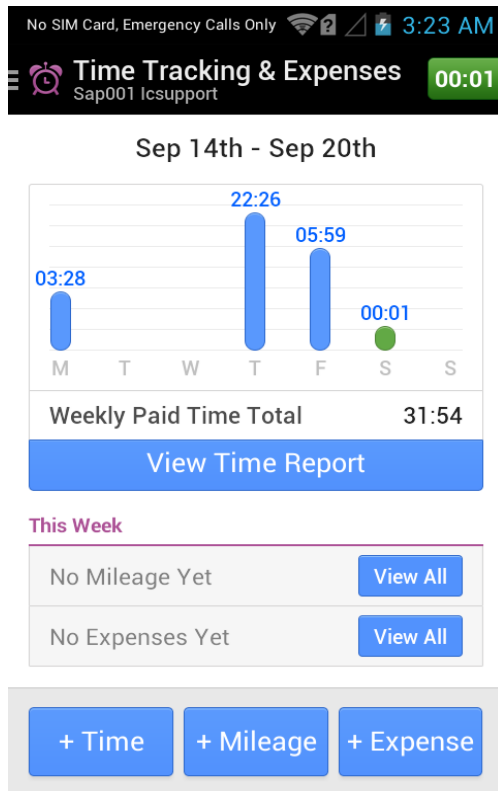 No SIM Card, Emergency Calls Only ? 3:23 AM
Time Tracking & Expenses
Sap001 Icsupport
00:01
Sep 14th - Sep 20th
22:26
05:59
03:28
00:01
M T W T F S S
Weekly Paid Time Total 31:54
View Time Report
This Week
No Mileage Yet View All
No Expenses Yet View All
+ Time + Mileage + Expense